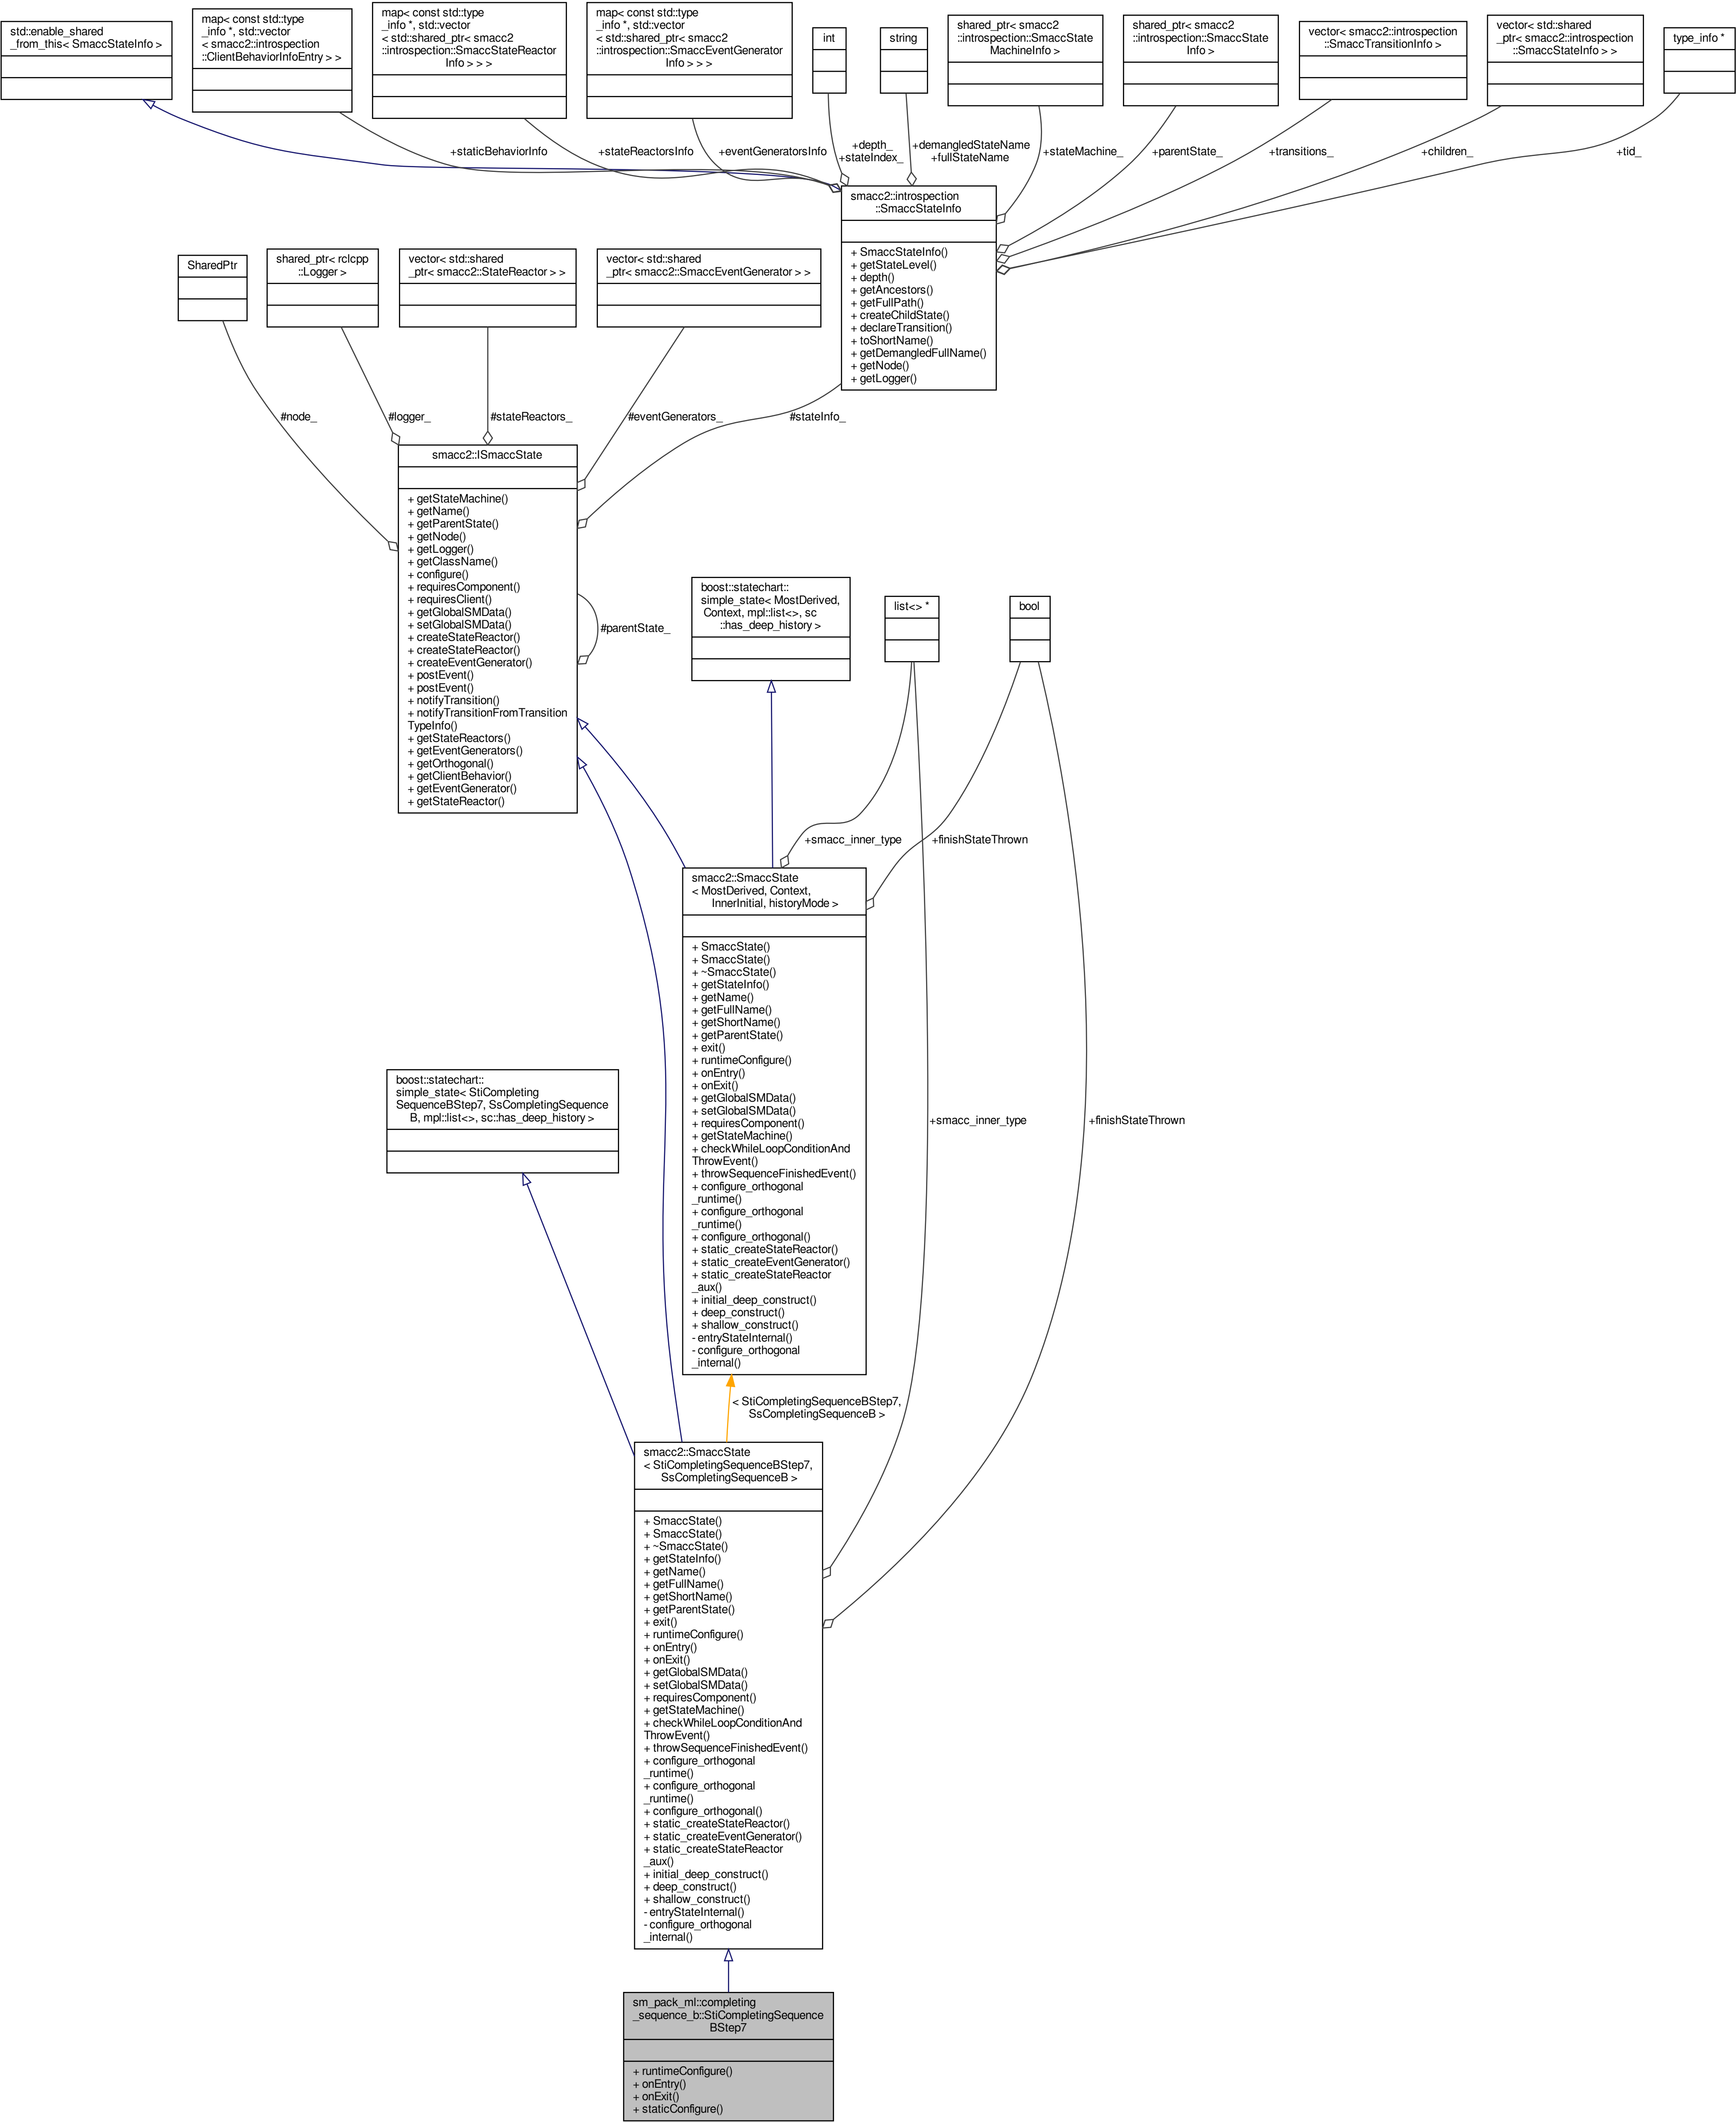 std::enable_shared
_from_this< SmaccStateInfo >
map< const std::type
_info *, std::vector
< smacc2::introspection
::ClientBehaviorInfoEntry > >
map< const std::type
_info *, std::vector
< std::shared_ptr< smacc2
::introspection::SmaccStateReactor
Info > > >
map< const std::type
_info *, std::vector
< std::shared_ptr< smacc2
::introspection::SmaccEventGenerator
Info > > >
int
string
shared_ptr< smacc2
::introspection::SmaccState
MachineInfo >
shared_ptr< smacc2
::introspection::SmaccState
Info >
vector< smacc2::introspection
::SmaccTransitionInfo >
vector< std::shared
_ptr< smacc2::introspection
::SmaccStateInfo > >
type_info *
+staticBehaviorInfo
+stateReactorsInfo
+eventGeneratorsInfo
+depth_
+stateIndex_
+demangledStateName
+fullStateName
+stateMachine_
+parentState_
+transitions_
+children_
+tid_
smacc2::introspection
::SmaccStateInfo
+ SmaccStateInfo()
+ getStateLevel()
+ depth()
+ getAncestors()
+ getFullPath()
+ createChildState()
+ declareTransition()
+ toShortName()
+ getDemangledFullName()
+ getNode()
+ getLogger()
SharedPtr
shared_ptr< rclcpp
::Logger >
vector< std::shared
_ptr< smacc2::StateReactor > >
vector< std::shared
_ptr< smacc2::SmaccEventGenerator > >
#node_
#logger_
#stateReactors_
#eventGenerators_
#stateInfo_
smacc2::ISmaccState
+ getStateMachine()
+ getName()
+ getParentState()
+ getNode()
+ getLogger()
+ getClassName()
+ configure()
+ requiresComponent()
+ requiresClient()
+ getGlobalSMData()
+ setGlobalSMData()
+ createStateReactor()
+ createStateReactor()
+ createEventGenerator()
+ postEvent()
+ postEvent()
+ notifyTransition()
+ notifyTransitionFromTransition
TypeInfo()
+ getStateReactors()
+ getEventGenerators()
+ getOrthogonal()
+ getClientBehavior()
+ getEventGenerator()
+ getStateReactor()
#parentState_
boost::statechart::
simple_state< MostDerived,
Context, mpl::list<>, sc
::has_deep_history >
list<> *
bool
+smacc_inner_type
+finishStateThrown
smacc2::SmaccState
< MostDerived, Context,
InnerInitial, historyMode >
+ SmaccState()
+ SmaccState()
+ ~SmaccState()
+ getStateInfo()
+ getName()
+ getFullName()
+ getShortName()
+ getParentState()
+ exit()
+ runtimeConfigure()
+ onEntry()
+ onExit()
+ getGlobalSMData()
+ setGlobalSMData()
+ requiresComponent()
+ getStateMachine()
+ checkWhileLoopConditionAnd
ThrowEvent()
+ throwSequenceFinishedEvent()
+ configure_orthogonal
_runtime()
+ configure_orthogonal
_runtime()
+ configure_orthogonal()
+ static_createStateReactor()
+ static_createEventGenerator()
+ static_createStateReactor
_aux()
+ initial_deep_construct()
+ deep_construct()
+ shallow_construct()
- entryStateInternal()
- configure_orthogonal
_internal()
boost::statechart::
simple_state< StiCompleting
SequenceBStep7, SsCompletingSequence
B, mpl::list<>, sc::has_deep_history >
+smacc_inner_type
+finishStateThrown
< StiCompletingSequenceBStep7,
SsCompletingSequenceB >
smacc2::SmaccState
< StiCompletingSequenceBStep7,
SsCompletingSequenceB >
+ SmaccState()
+ SmaccState()
+ ~SmaccState()
+ getStateInfo()
+ getName()
+ getFullName()
+ getShortName()
+ getParentState()
+ exit()
+ runtimeConfigure()
+ onEntry()
+ onExit()
+ getGlobalSMData()
+ setGlobalSMData()
+ requiresComponent()
+ getStateMachine()
+ checkWhileLoopConditionAnd
ThrowEvent()
+ throwSequenceFinishedEvent()
+ configure_orthogonal
_runtime()
+ configure_orthogonal
_runtime()
+ configure_orthogonal()
+ static_createStateReactor()
+ static_createEventGenerator()
+ static_createStateReactor
_aux()
+ initial_deep_construct()
+ deep_construct()
+ shallow_construct()
- entryStateInternal()
- configure_orthogonal
_internal()
sm_pack_ml::completing
_sequence_b::StiCompletingSequence
BStep7
+ runtimeConfigure()
+ onEntry()
+ onExit()
+ staticConfigure()